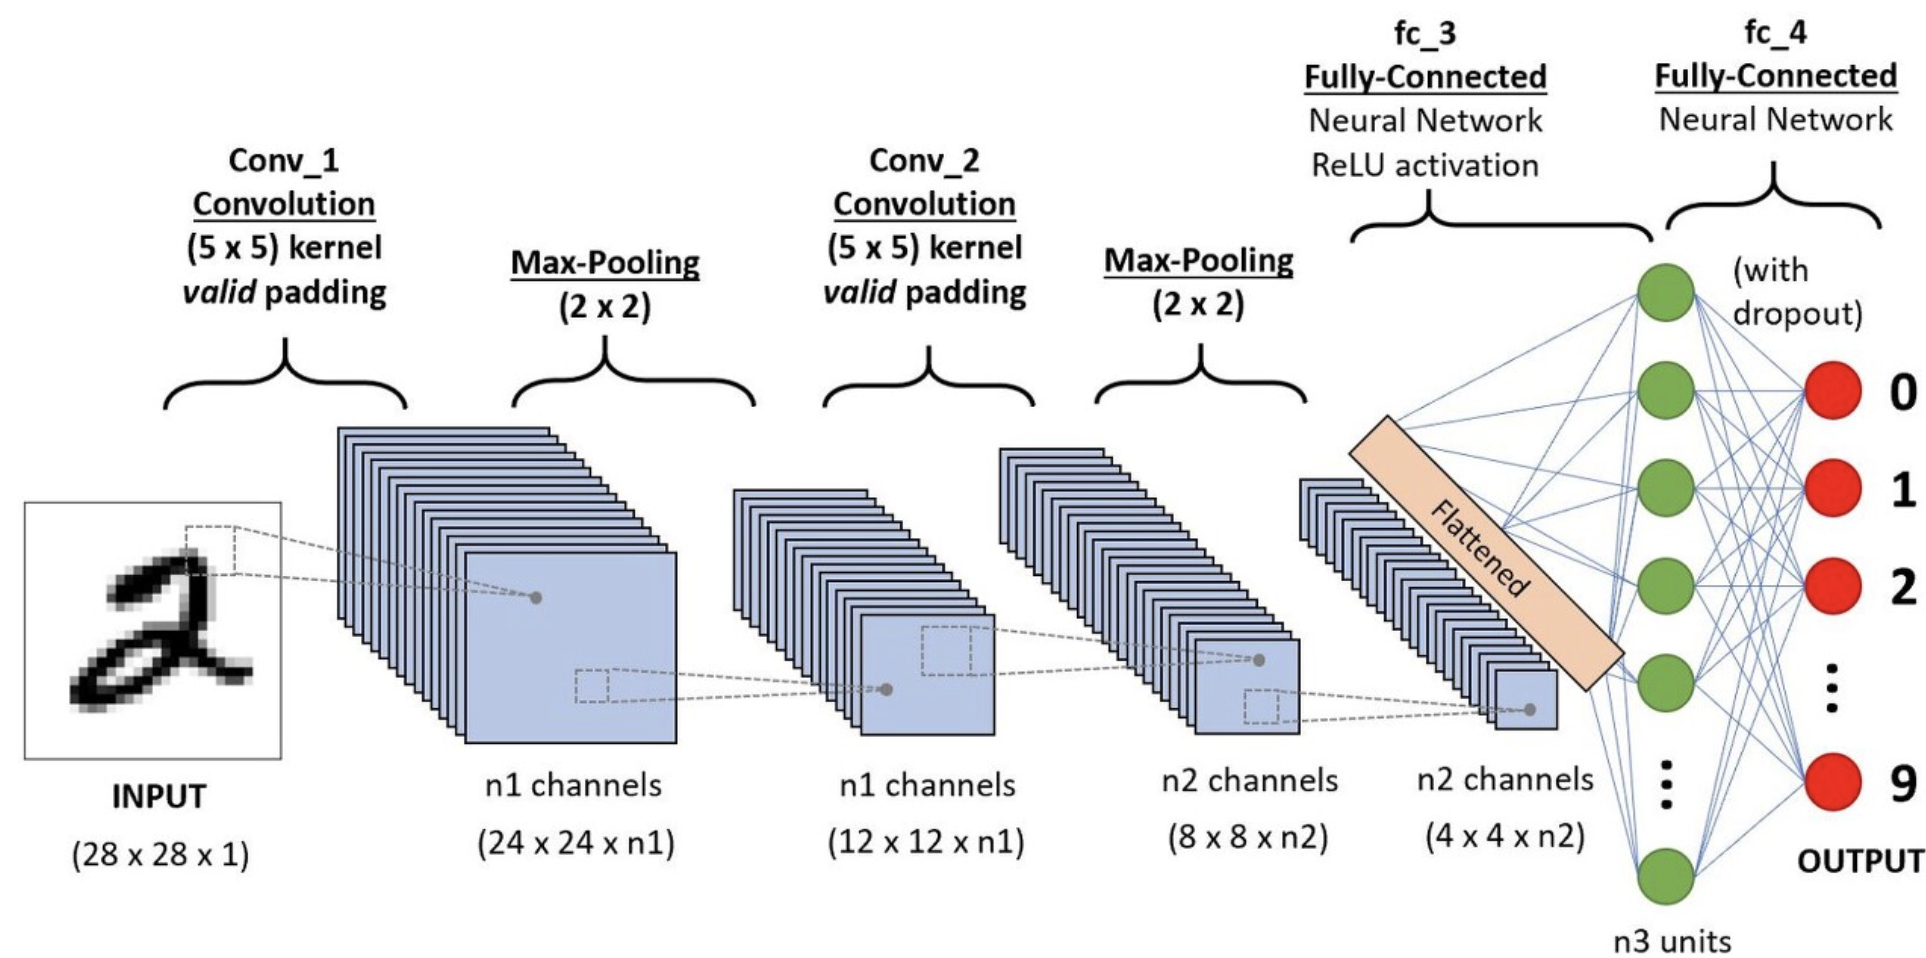 fc_3
Fully-Connected
Neural Network
ReLU activation
fc_4
Fully-Connected
Neural Network
Conv_1
Convolution
(5 x 5) kernel
valid padding
Max-Pooling
(2 x 2)
Conv_2
Convolution
(5 x 5) kernel
valid padding
Max-Pooling
(2 x 2)
(with
dropout)
Flattened
0
1
2
9
INPUT
(28 x 28 x 1)
n1 channels
(24 x 24 x n1)
n1 channels
(12 x 12 x n1)
n2 channels
(8 x 8 x n2)
n2 channels
(4 x 4 x n2)
OUTPUT
n3 units